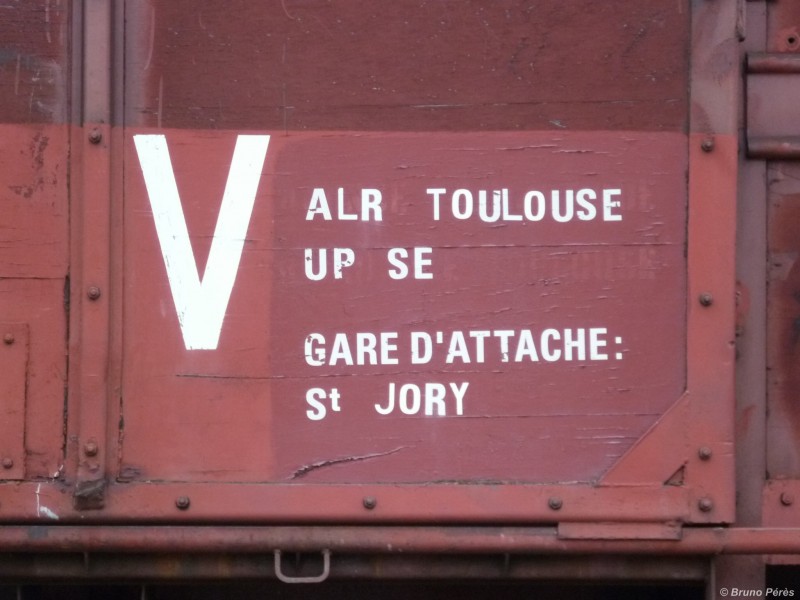 V
ALR TOULOUSE
UP SE
GARE D'ATTACHE:
St JORY
© Bruno Pérès